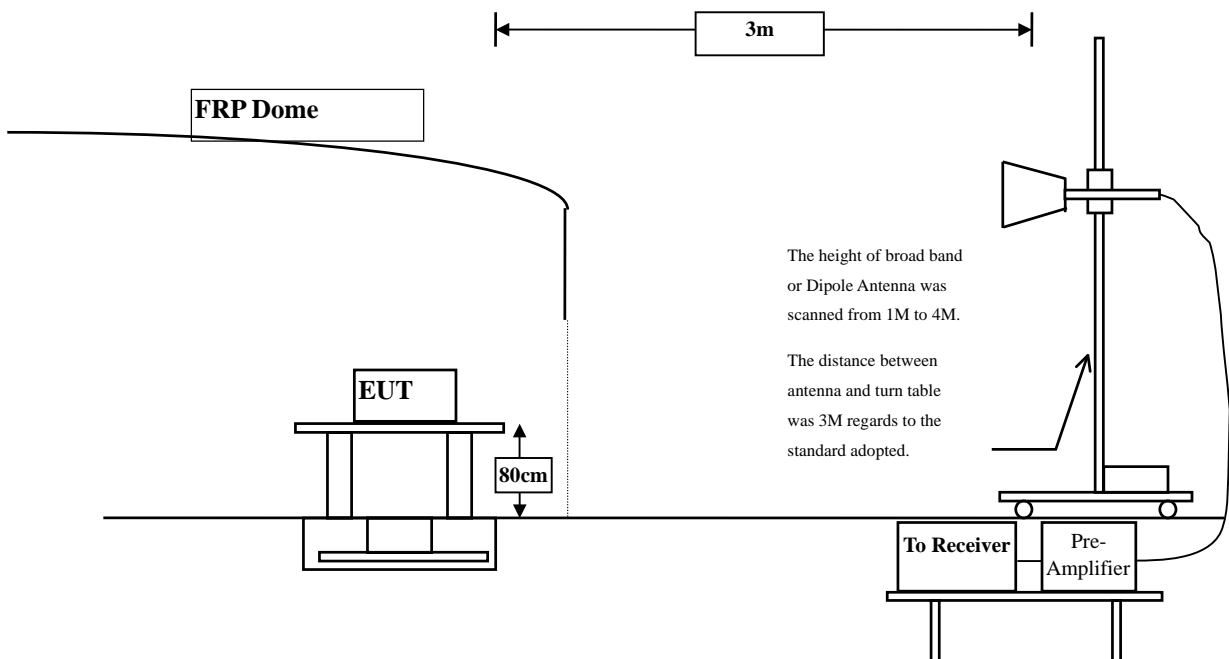 3m
FRP Dome
The height of broad band
or Dipole Antenna was
scanned from 1M to 4M.
The distance between
antenna and turn table
was 3M regards to the
standard adopted.
EUT
80cm
To Receiver
Pre-
Amplifier